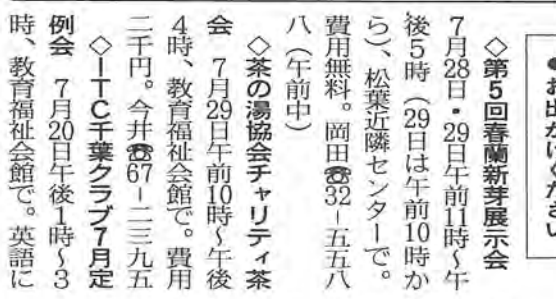 ●お出かけください
◇第5回春蘭新芽展示会
7月28日・29日午前11時〜午
後5時（29日は午前10時か
ら）、松葉近隣センターで。
費用無料。岡田☎32−五五八
八（午前中）
◇茶の湯協会チャリティ茶
会　7月29日午前10時〜午後
4時、教育福祉会館で。費用
二千円。今井☎67−二三九五
◇ITC千葉クラブ7月定
例会　7月20日午後1時〜3
時、教育福祉会館で。英語に